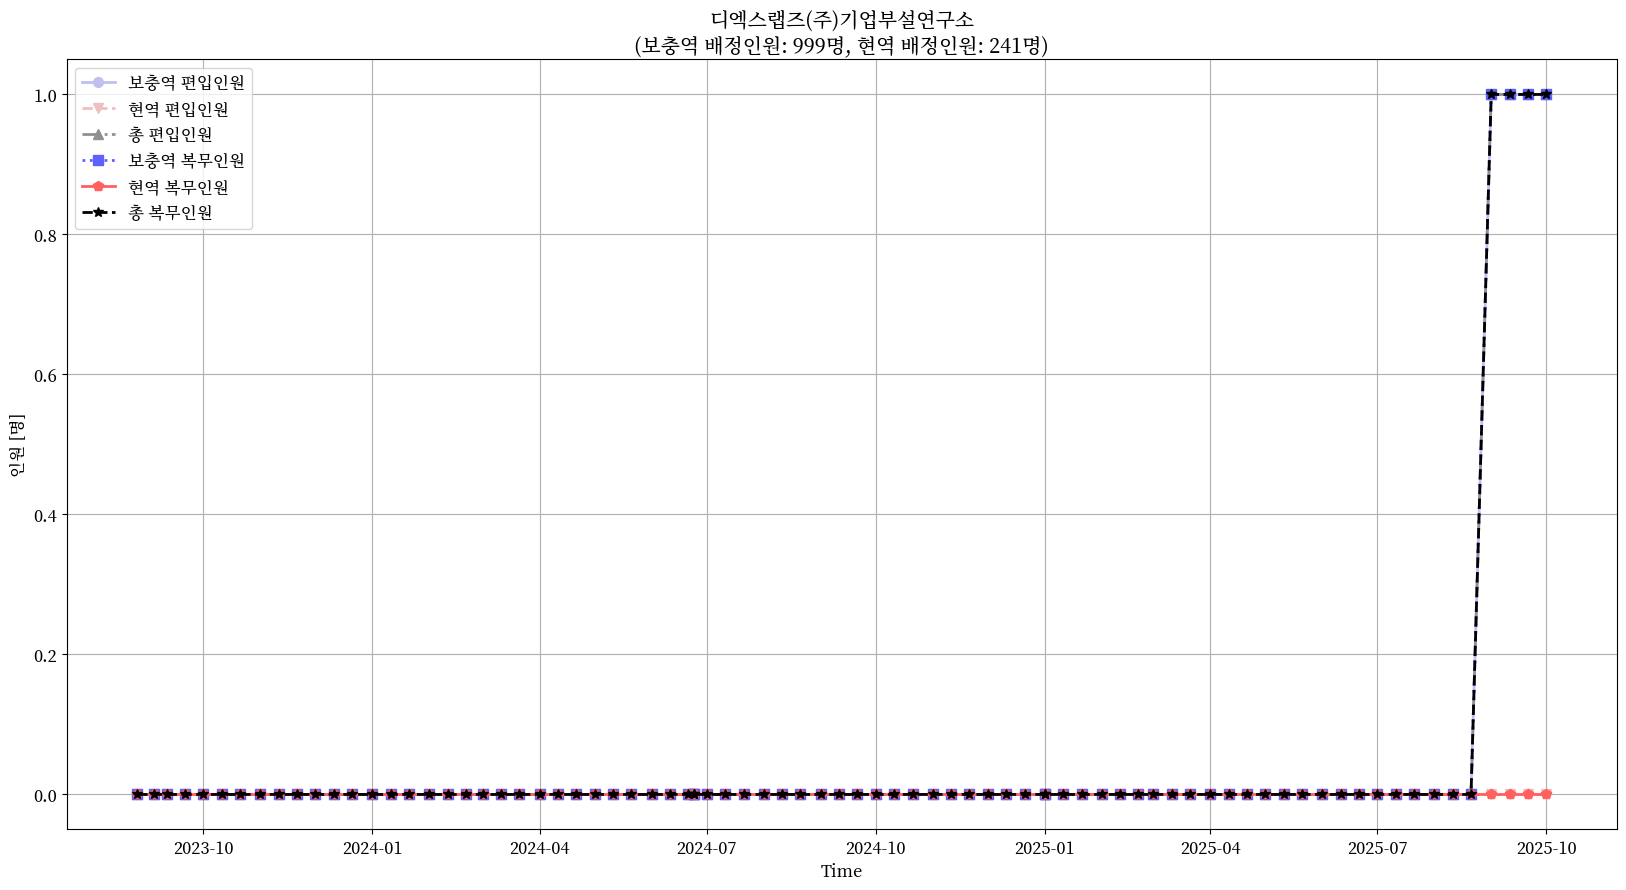 디엑스랩즈(주)기업부설연구소
(보충역 배정인원: 999명, 현역 배정인원: 241명)
보충역 편입인원
현역 편입인원
총 편입인원
보충역 복무인원
현역 복무인원
총 복무인원
인원 [명]
1.0
0.8
0.6
0.4
0.2
0.0
2023-10
2024-01
2024-04
2024-07
2024-10
2025-01
2025-04
2025-07
2025-10
Time